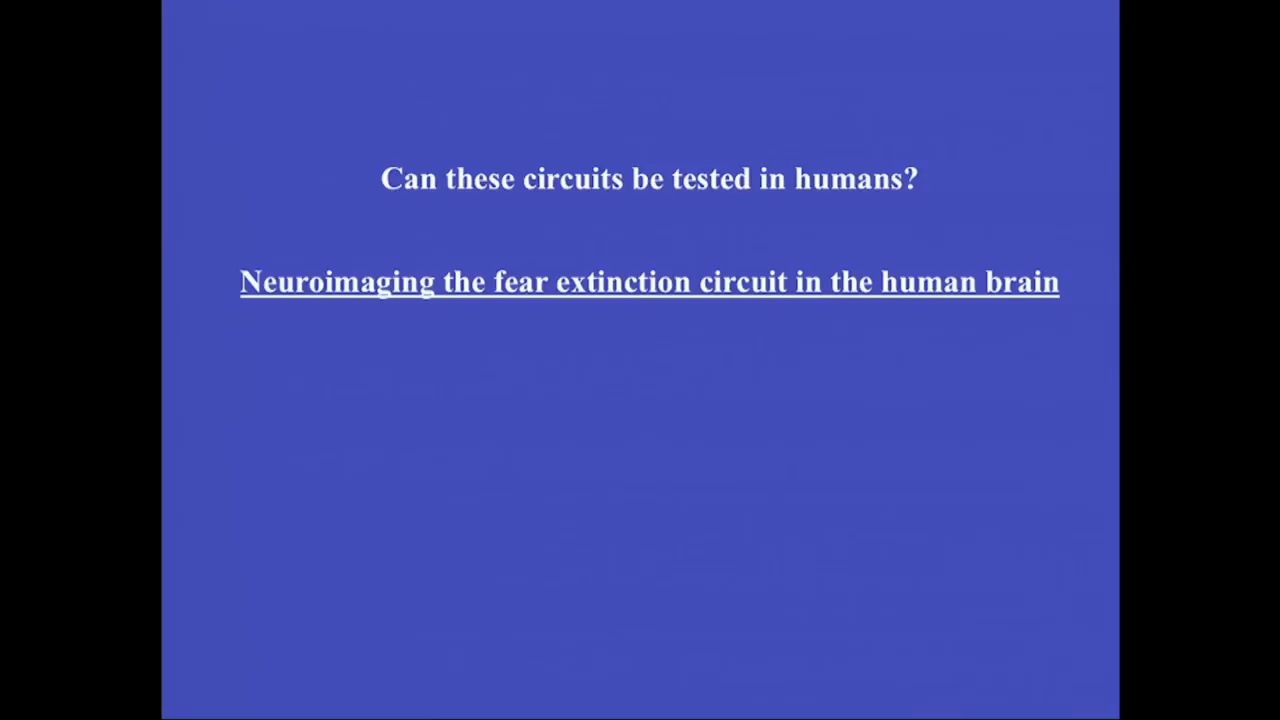 Can these circuits be tested in humans?
Neuroimaging the fear extinction circuit in the human brain